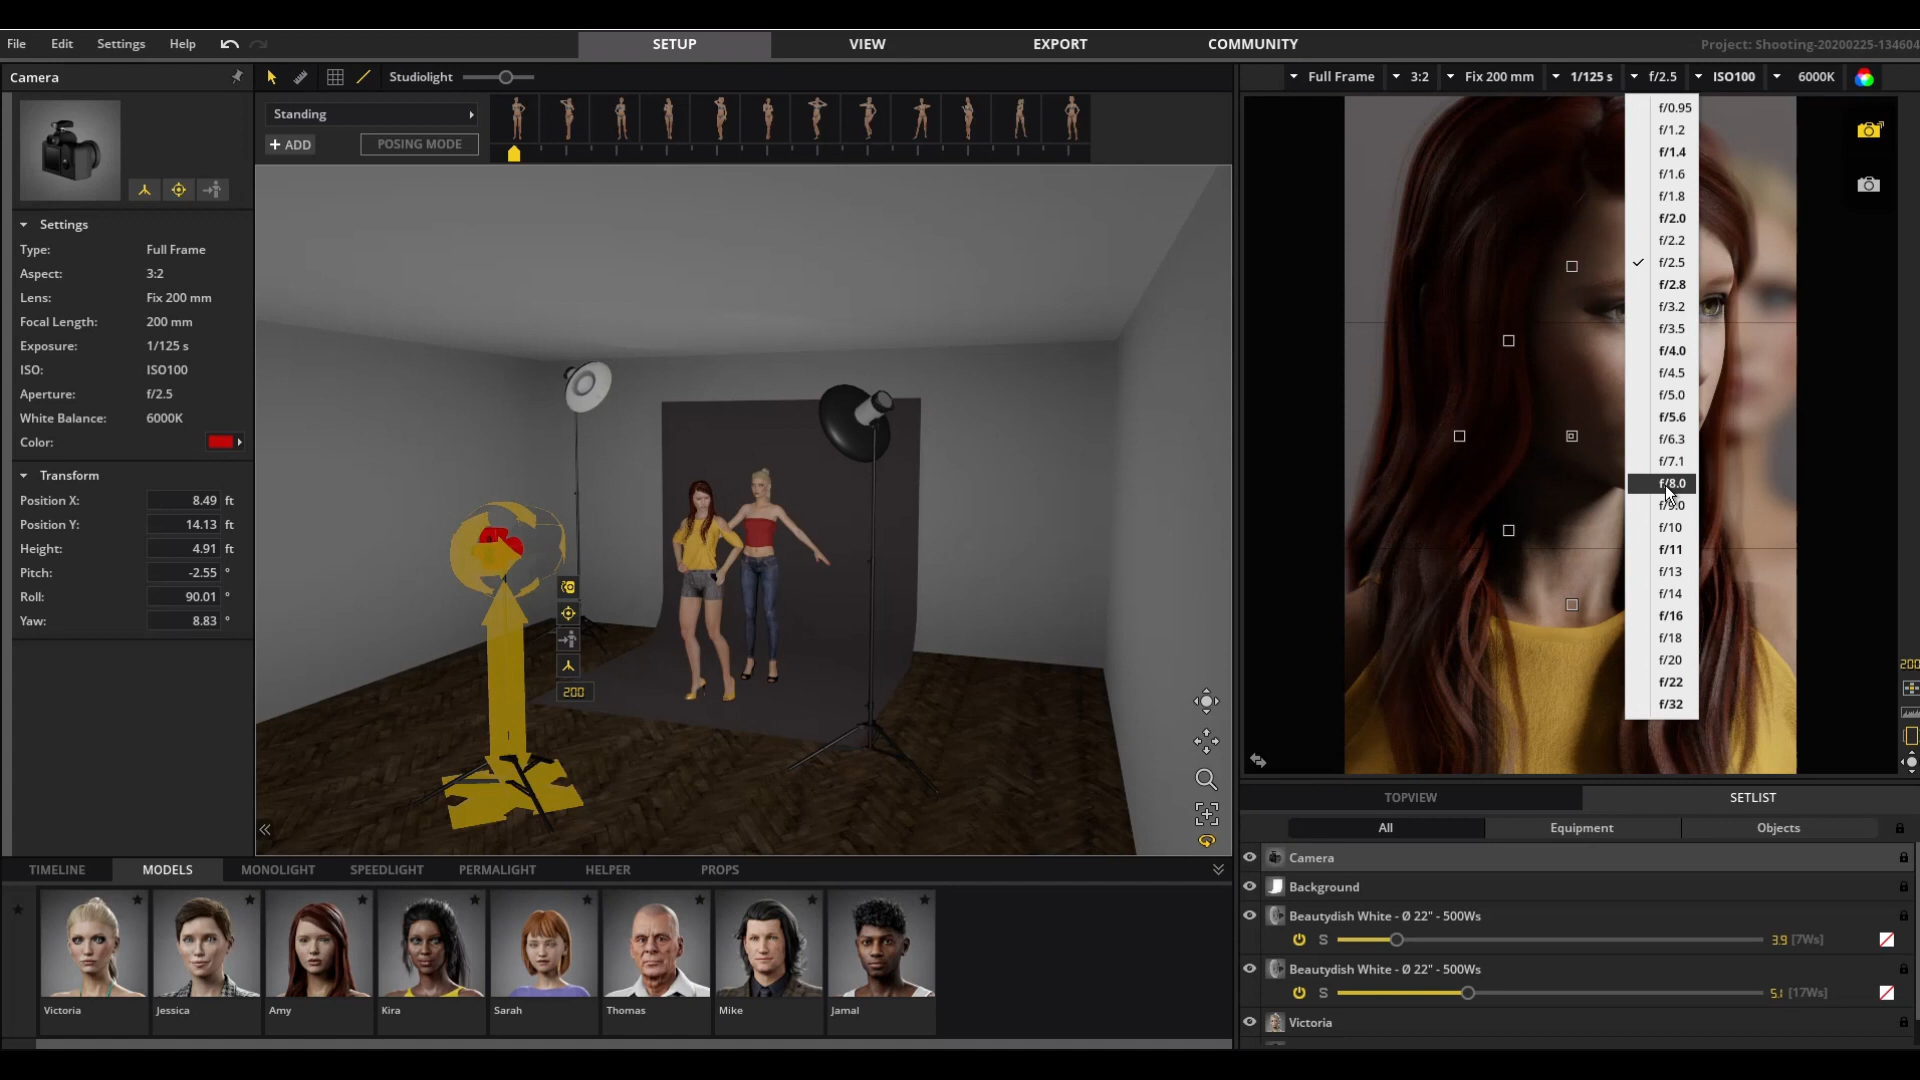 File Edit Settings Help SETUP VIEW EXPORT COMMUNITY Project: Shooting-20200225-134604
Camera
Studiolight
Full Frame 3:2 Fix 200 mm 1/125 s f/2.5 ISO100 6000K
Standing
+ ADD POSING MODE
Settings
Type: Full Frame
Aspect: 3:2
Lens: Fix 200 mm
Focal Length: 200 mm
Exposure: 1/125 s
ISO: ISO100
Aperture: f/2.5
White Balance: 6000K
Color:
Transform
Position X: 8.49 ft
Position Y: 14.13 ft
Height: 4.91 ft
Pitch: -2.55 °
Roll: 90.01 °
Yaw: 8.83 °
200
f/0.95
f/1.2
f/1.4
f/1.6
f/1.8
f/2.0
f/2.2
f/2.5
f/2.8
f/3.2
f/3.5
f/4.0
f/4.5
f/5.0
f/5.6
f/6.3
f/7.1
f/8.0
f/9.0
f/10
f/11
f/13
f/14
f/16
f/18
f/20
f/22
f/32
200
TOPVIEW SETLIST
All Equipment Objects
Camera
Background
Beautydish White - Ø 22" - 500Ws
S 3.9 [7Ws]
Beautydish White - Ø 22" - 500Ws
S 5.1 [17Ws]
Victoria
TIMELINE MODELS MONOLIGHT SPEEDLIGHT PERMALIGHT HELPER PROPS
Victoria Jessica Amy Kira Sarah Thomas Mike Jamal